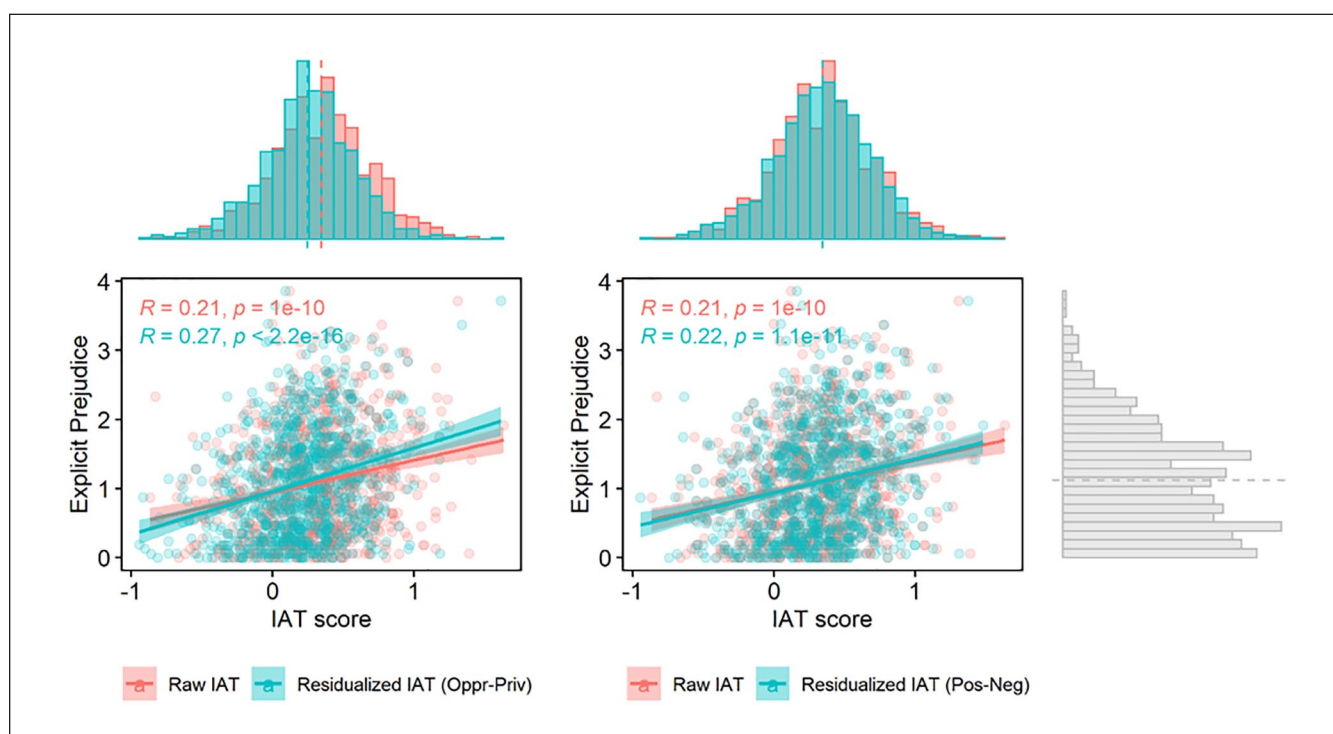 4
3
2
1
0
Explicit Prejudice
R = 0.21, p = 1e-10
R = 0.27, p < 2.2e-16
-1 0 1
IAT score
a Raw IAT a Residualized IAT (Oppr-Priv)
4
3
2
1
0
Explicit Prejudice
R = 0.21, p = 1e-10
R = 0.22, p = 1.1e-11
-1 0 1
IAT score
a Raw IAT a Residualized IAT (Pos-Neg)